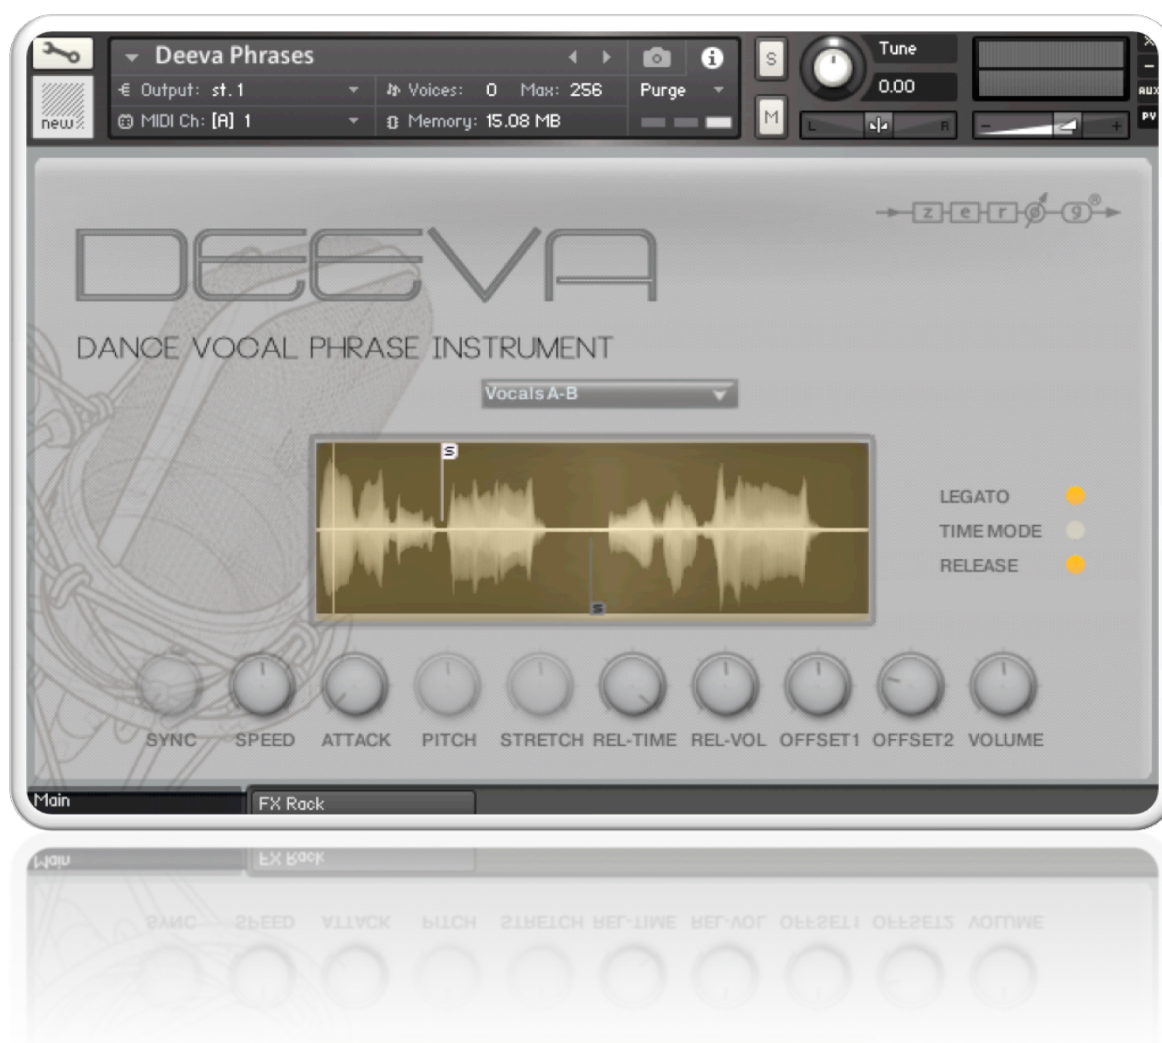 Deeva Phrases
Output: st.1
Voices: 0 Max: 256
Purge
MIDI Ch: [A] 1
Memory: 15.08 MB
new
S
M
Tune
0.00
L
R
-
+
×
-
AUX
PV
zerØ g®
DEEVA
DANCE VOCAL PHRASE INSTRUMENT
Vocals A-B
S
S
LEGATO
TIME MODE
RELEASE
SYNC SPEED ATTACK PITCH STRETCH REL-TIME REL-VOL OFFSET1 OFFSET2 VOLUME
Main
FX Rack